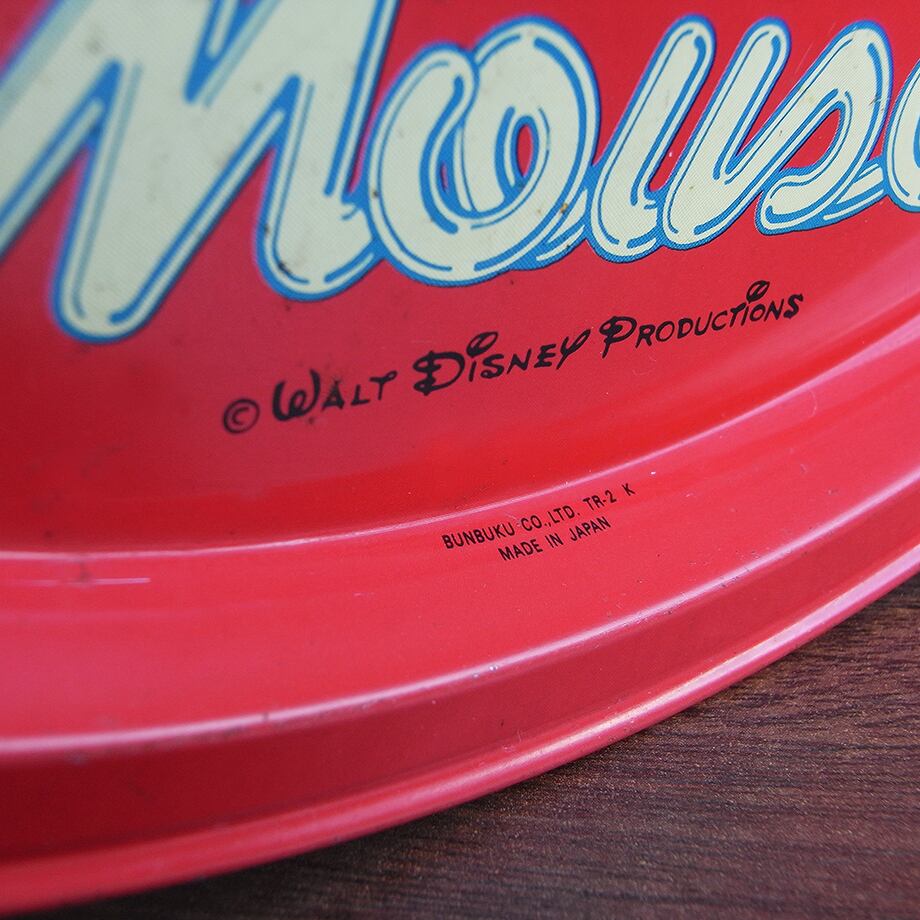 Mouse
© WALT DISNEY PRODUCTIONS
BUNBUKU CO.,LTD. TR-2 K
MADE IN JAPAN